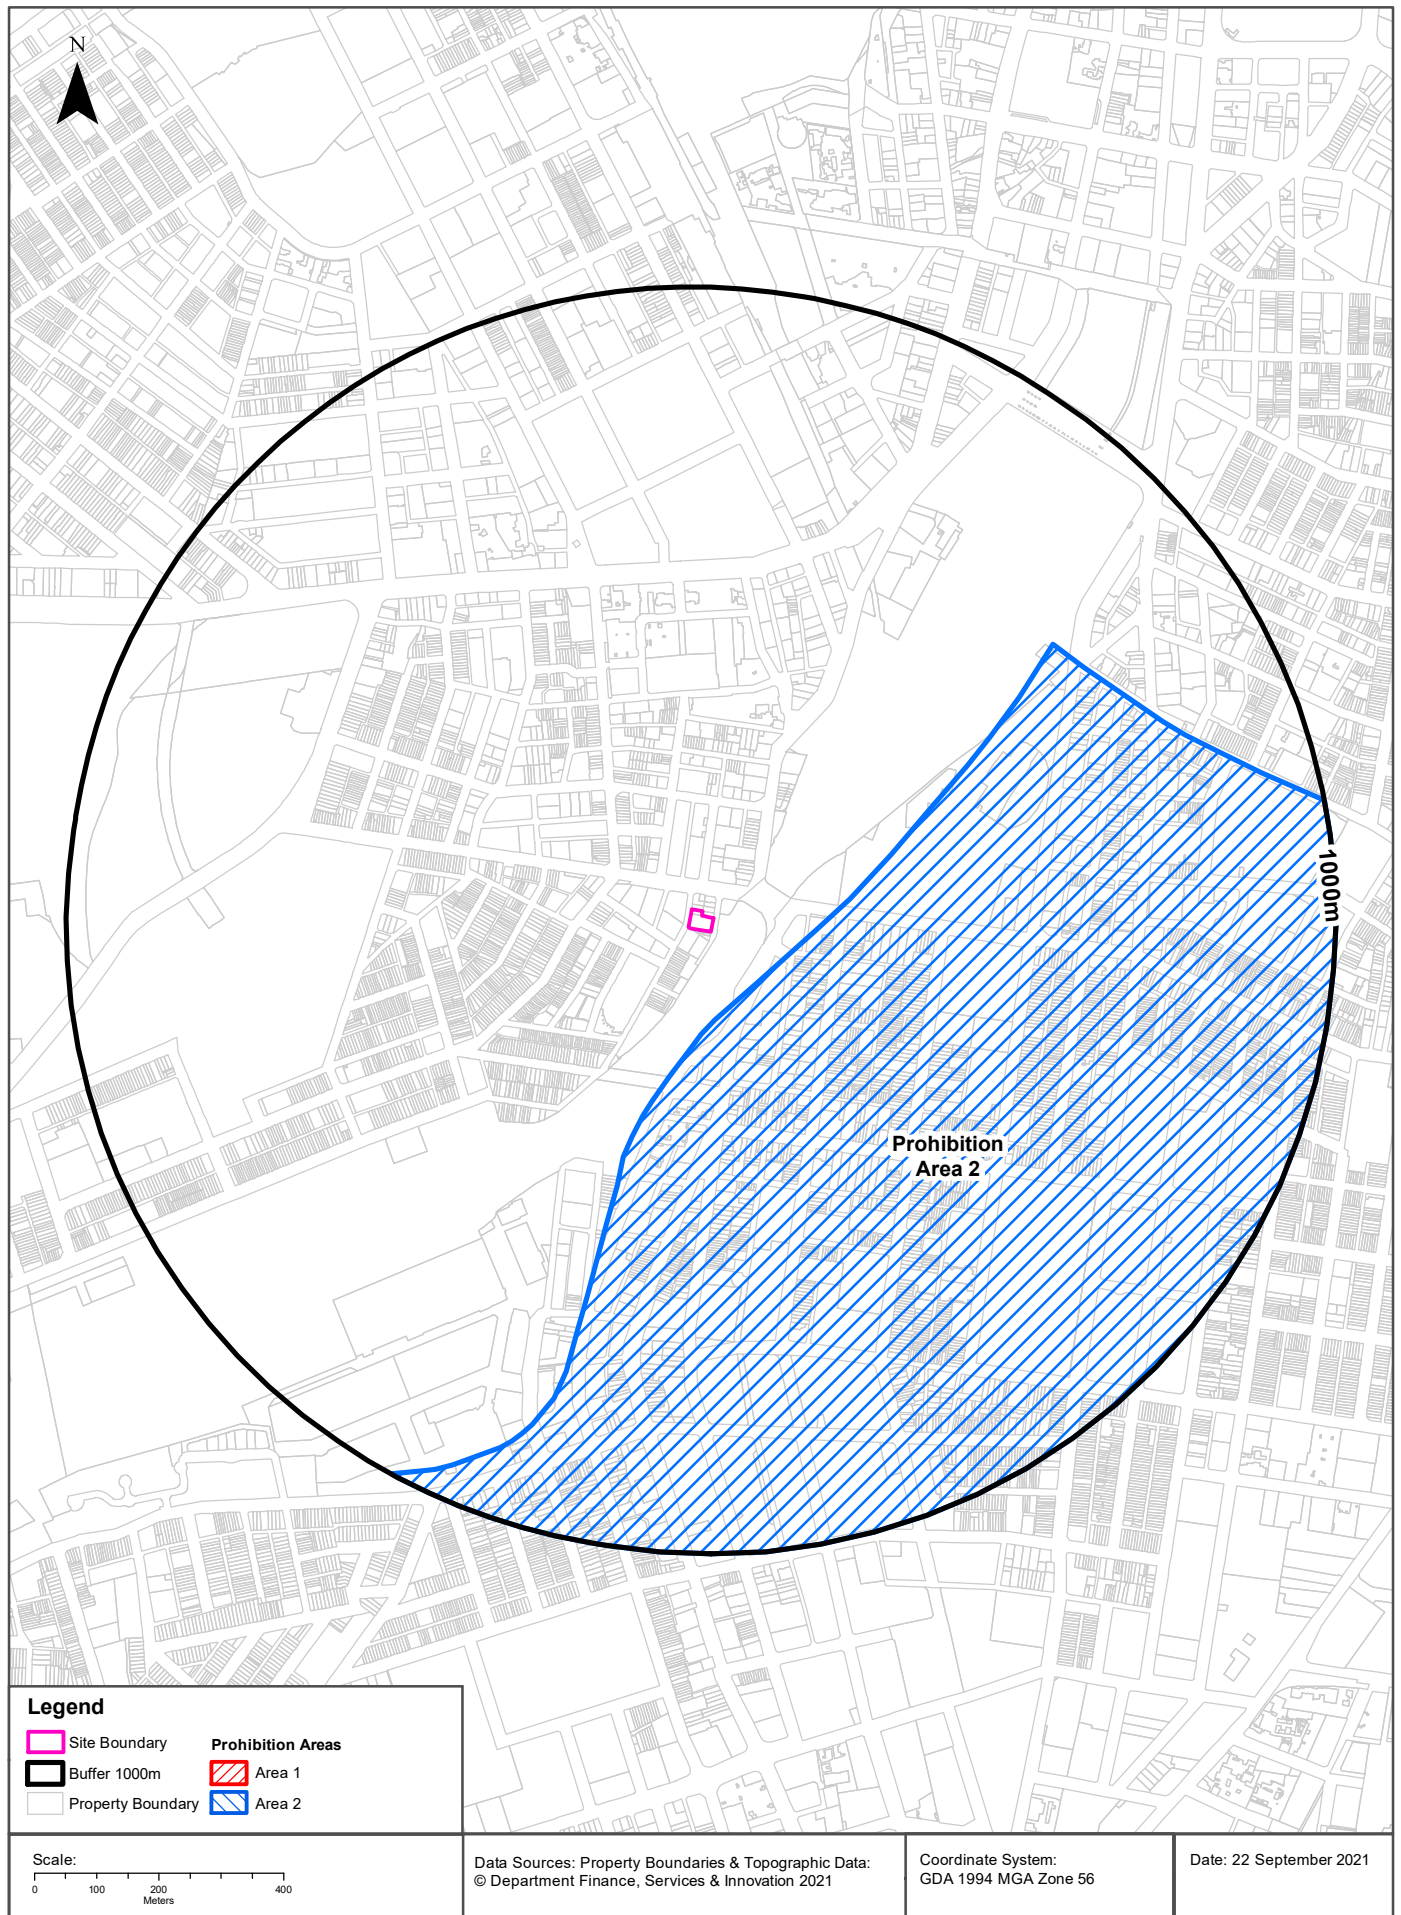 N
1000m
Prohibition
Area 2
Legend
Site Boundary
Buffer 1000m
Property Boundary
Prohibition Areas
Area 1
Area 2
Scale:
0 100 200 400
Meters
Data Sources: Property Boundaries & Topographic Data:
© Department Finance, Services & Innovation 2021
Coordinate System:
GDA 1994 MGA Zone 56
Date: 22 September 2021